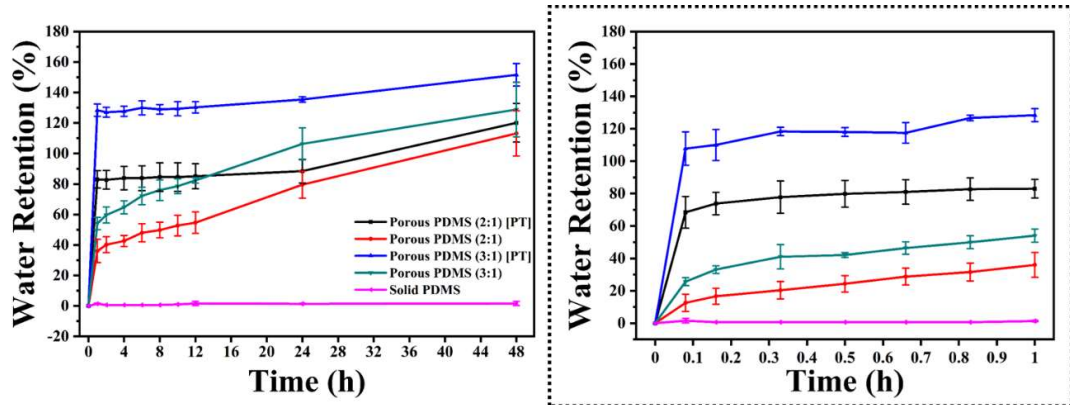 180
160
140
120
100
80
60
40
20
0
-20
Water Retention (%)
Porous PDMS (2:1) [PT]
Porous PDMS (2:1)
Porous PDMS (3:1) [PT]
Porous PDMS (3:1)
Solid PDMS
0 4 8 12 16 20 24 28 32 36 40 44 48
Time (h)
180
160
140
120
100
80
60
40
20
0
Water Retention (%)
0 0.1 0.2 0.3 0.4 0.5 0.6 0.7 0.8 0.9 1
Time (h)